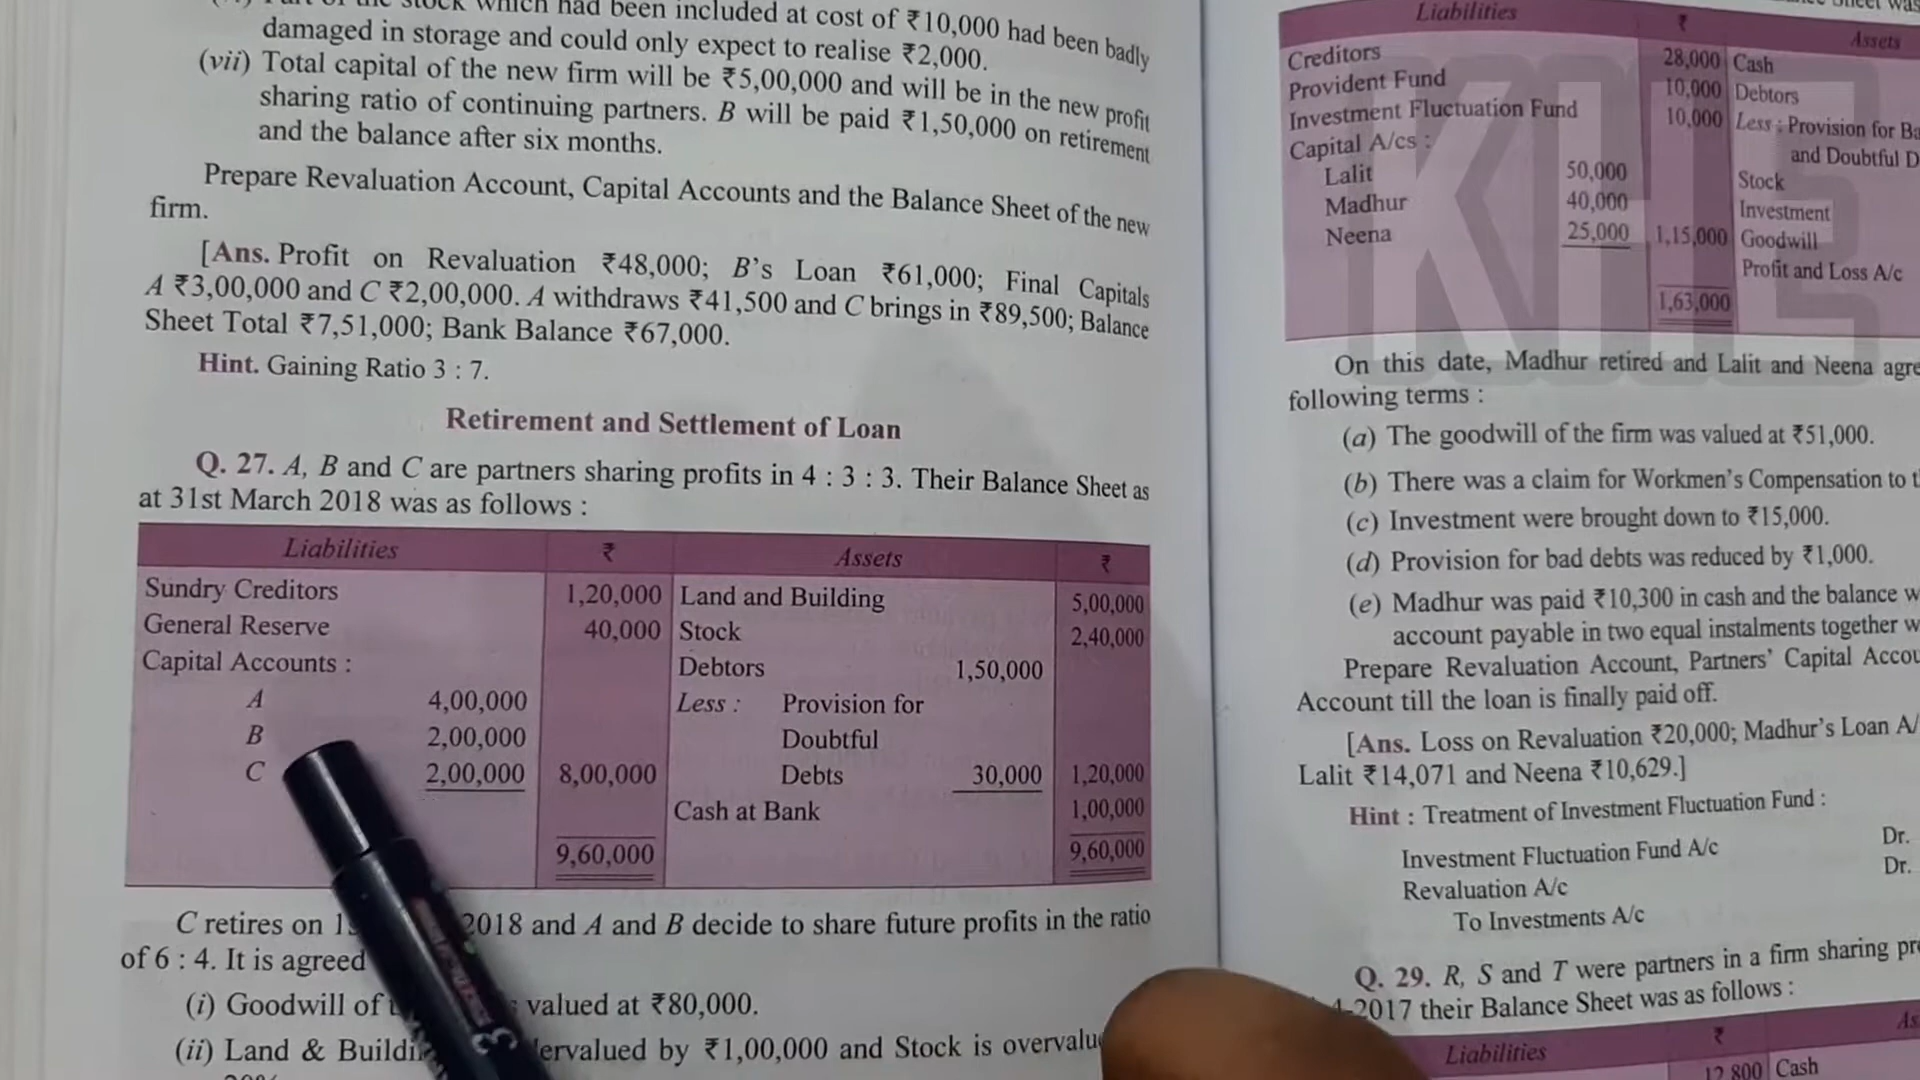 stock which had been included at cost of ₹10,000 had been badly
damaged in storage and could only expect to realise ₹2,000.
(vii) Total capital of the new firm will be ₹5,00,000 and will be in the new profit
sharing ratio of continuing partners. B will be paid ₹1,50,000 on retirement
and the balance after six months.
Prepare Revaluation Account, Capital Accounts and the Balance Sheet of the new
firm.
[Ans. Profit on Revaluation ₹48,000; B's Loan ₹61,000; Final Capitals
A ₹3,00,000 and C ₹2,00,000. A withdraws ₹41,500 and C brings in ₹89,500; Balance
Sheet Total ₹7,51,000; Bank Balance ₹67,000.
Hint. Gaining Ratio 3 : 7.
Retirement and Settlement of Loan
Q. 27. A, B and C are partners sharing profits in 4 : 3 : 3. Their Balance Sheet as
at 31st March 2018 was as follows :
Liabilities ₹ Assets ₹
Sundry Creditors 1,20,000 Land and Building 5,00,000
General Reserve 40,000 Stock 2,40,000
Capital Accounts : Debtors 1,50,000
A 4,00,000 Less : Provision for
B 2,00,000 Doubtful
C 2,00,000 8,00,000 Debts 30,000 1,20,000
Cash at Bank 1,00,000
9,60,000 9,60,000
C retires on 2018 and A and B decide to share future profits in the ratio
of 6 : 4. It is agreed
(i) Goodwill of valued at ₹80,000.
(ii) Land & by ₹1,00,000 and Stock is
Liabilities ₹ Assets
Creditors 28,000 Cash
Provident Fund 10,000 Debtors
Investment Fluctuation Fund 10,000 Less : Provision for
Capital A/cs : and Doubtful
Lalit 50,000 Stock
Madhur 40,000 Investment
Neena 25,000 1,15,000 Goodwill
Profit and Loss A/c
1,63,000
On this date, Madhur retired and Lalit and Neena
following terms :
(a) The goodwill of the firm was valued at ₹51,000.
(b) There was a claim for Workmen's Compensation to
(c) Investment were brought down to ₹15,000.
(d) Provision for bad debts was reduced by ₹1,000.
(e) Madhur was paid ₹10,300 in cash and the balance
account payable in two equal instalments together
Prepare Revaluation Account, Partners' Capital
Account till the loan is finally paid off.
[Ans. Loss on Revaluation ₹20,000; Madhur's Loan
Lalit ₹14,071 and Neena ₹10,629.]
Hint : Treatment of Investment Fluctuation Fund :
Investment Fluctuation Fund A/c Dr.
Revaluation A/c Dr.
To Investments A/c
Q. 29. R, S and T were partners in a firm sharing
2017 their Balance Sheet was as follows :
Liabilities ₹
12,800 Cash
KHE